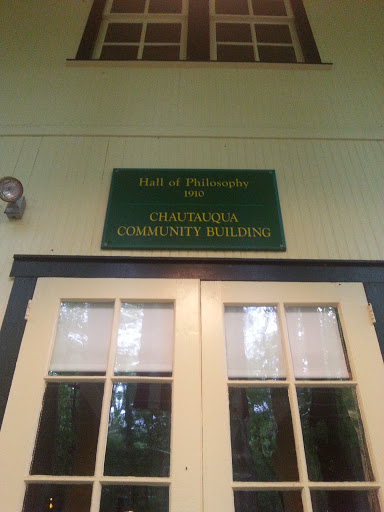 Hall of Philosophy
1910
CHAUTAUQUA
COMMUNITY BUILDING